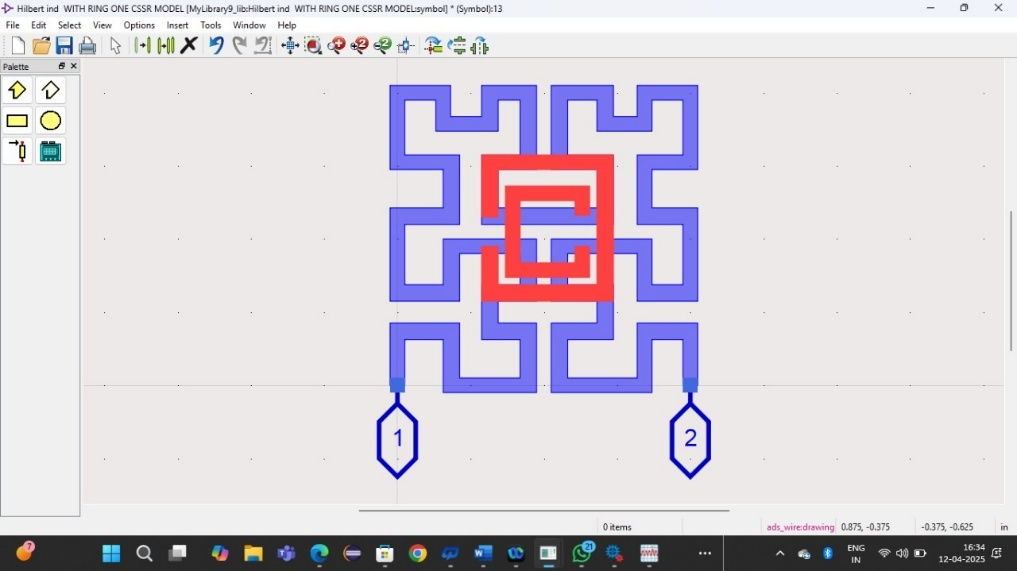 Hilbert ind  WITH RING ONE CSSR MODEL [MyLibrary9_lib:Hilbert ind  WITH RING ONE CSSR MODEL:symbol] * (Symbol):13
File Edit Select View Options Insert Tools Window Help
Palette
1
2
0 items
ads_wire:drawing 0.875, -0.375 -0.375, -0.625 in
ENG
IN
16:34
12-04-2025